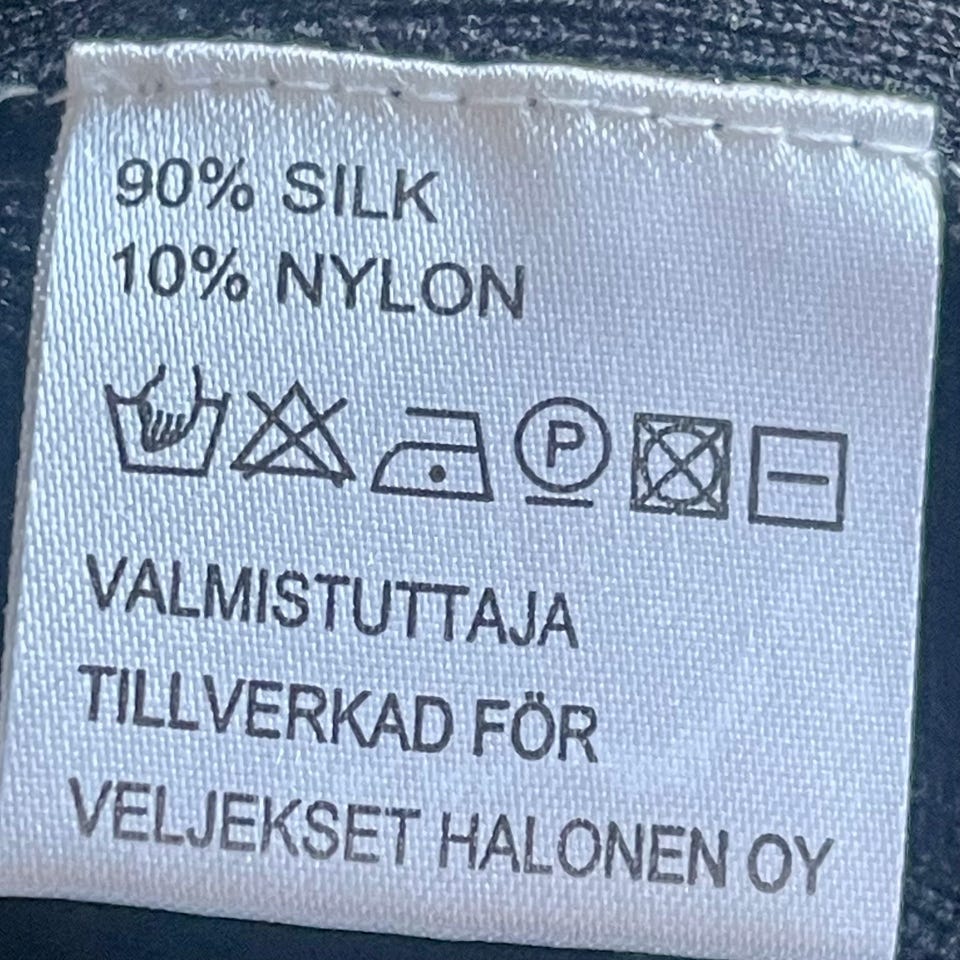 90% SILK
10% NYLON
P
VALMISTUTTAJA
TILLVERKAD FÖR
VELJEKSET HALONEN OY